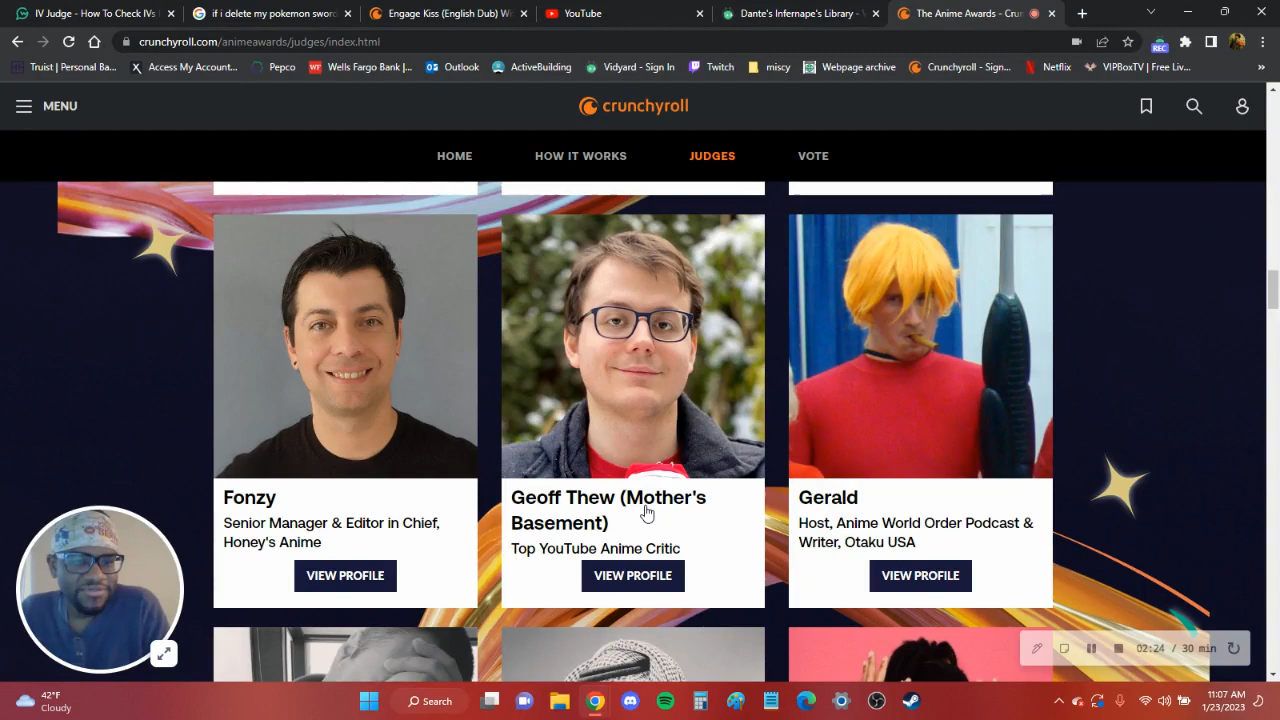 IV Judge - How To Check IVs
if i delete my pokemon sword
Engage Kiss (English Dub) Wi
YouTube
Dante's Infernape's Library - V
The Anime Awards - Crun
crunchyroll.com/animeawards/judges/index.html
REC
Truist | Personal Ba...
Access My Account...
Pepco
WF
Wells Fargo Bank |...
Outlook
ActiveBuilding
Vidyard - Sign In
Twitch
miscy
Webpage archive
Crunchyroll - Sign...
Netflix
VIPBoxTV | Free Liv...
»
MENU
crunchyroll
HOME
HOW IT WORKS
JUDGES
VOTE
Fonzy
Senior Manager & Editor in Chief,
Honey's Anime
VIEW PROFILE
Geoff Thew (Mother's
Basement)
Top YouTube Anime Critic
VIEW PROFILE
Gerald
Host, Anime World Order Podcast &
Writer, Otaku USA
VIEW PROFILE
02:24 / 30 min
42°F
Cloudy
Search
11:07 AM
1/23/2023